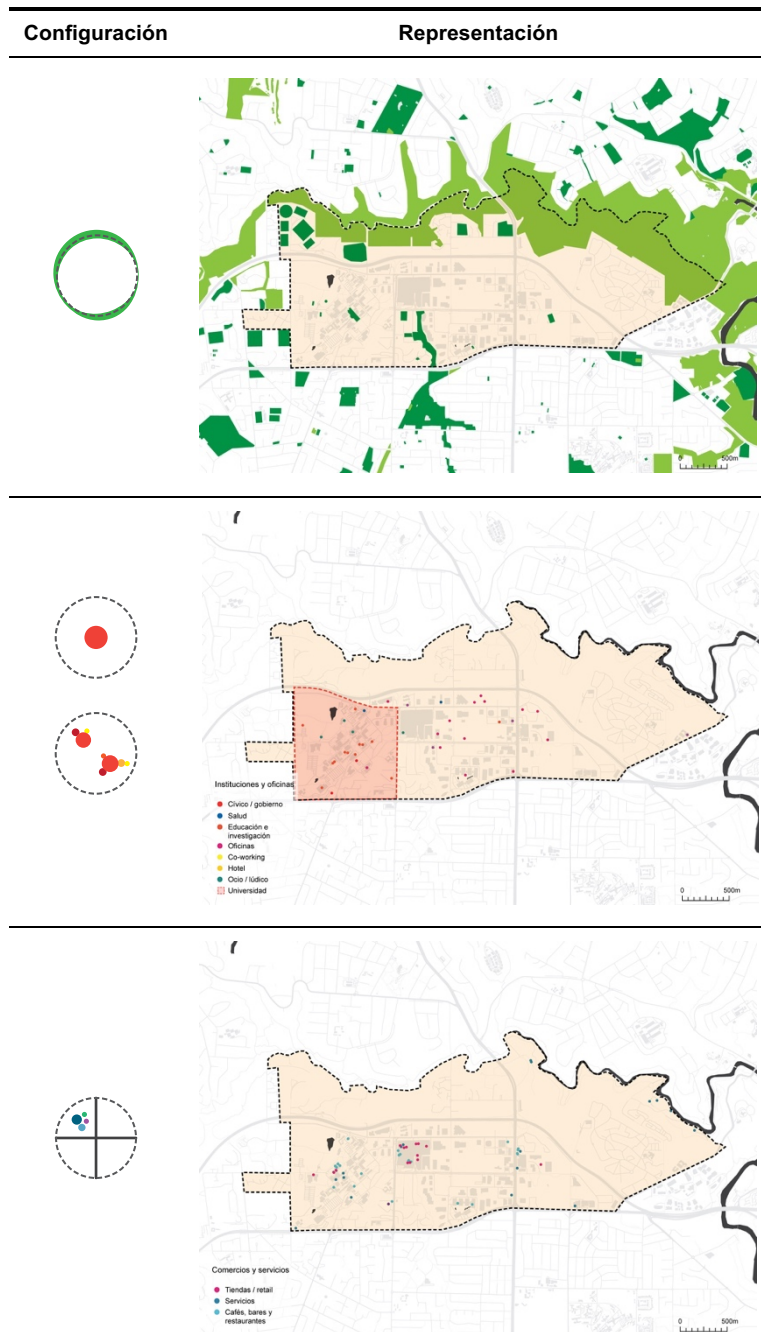 Configuración Representación
0 500m
Instituciones y oficinas
Cívico / gobierno
Salud
Educación e
investigación
Oficinas
Co-working
Hotel
Ocio / lúdico
Universidad
0 500m
Comercios y servicios
Tiendas / retail
Servicios
Cafés, bares y
restaurantes
0 500m